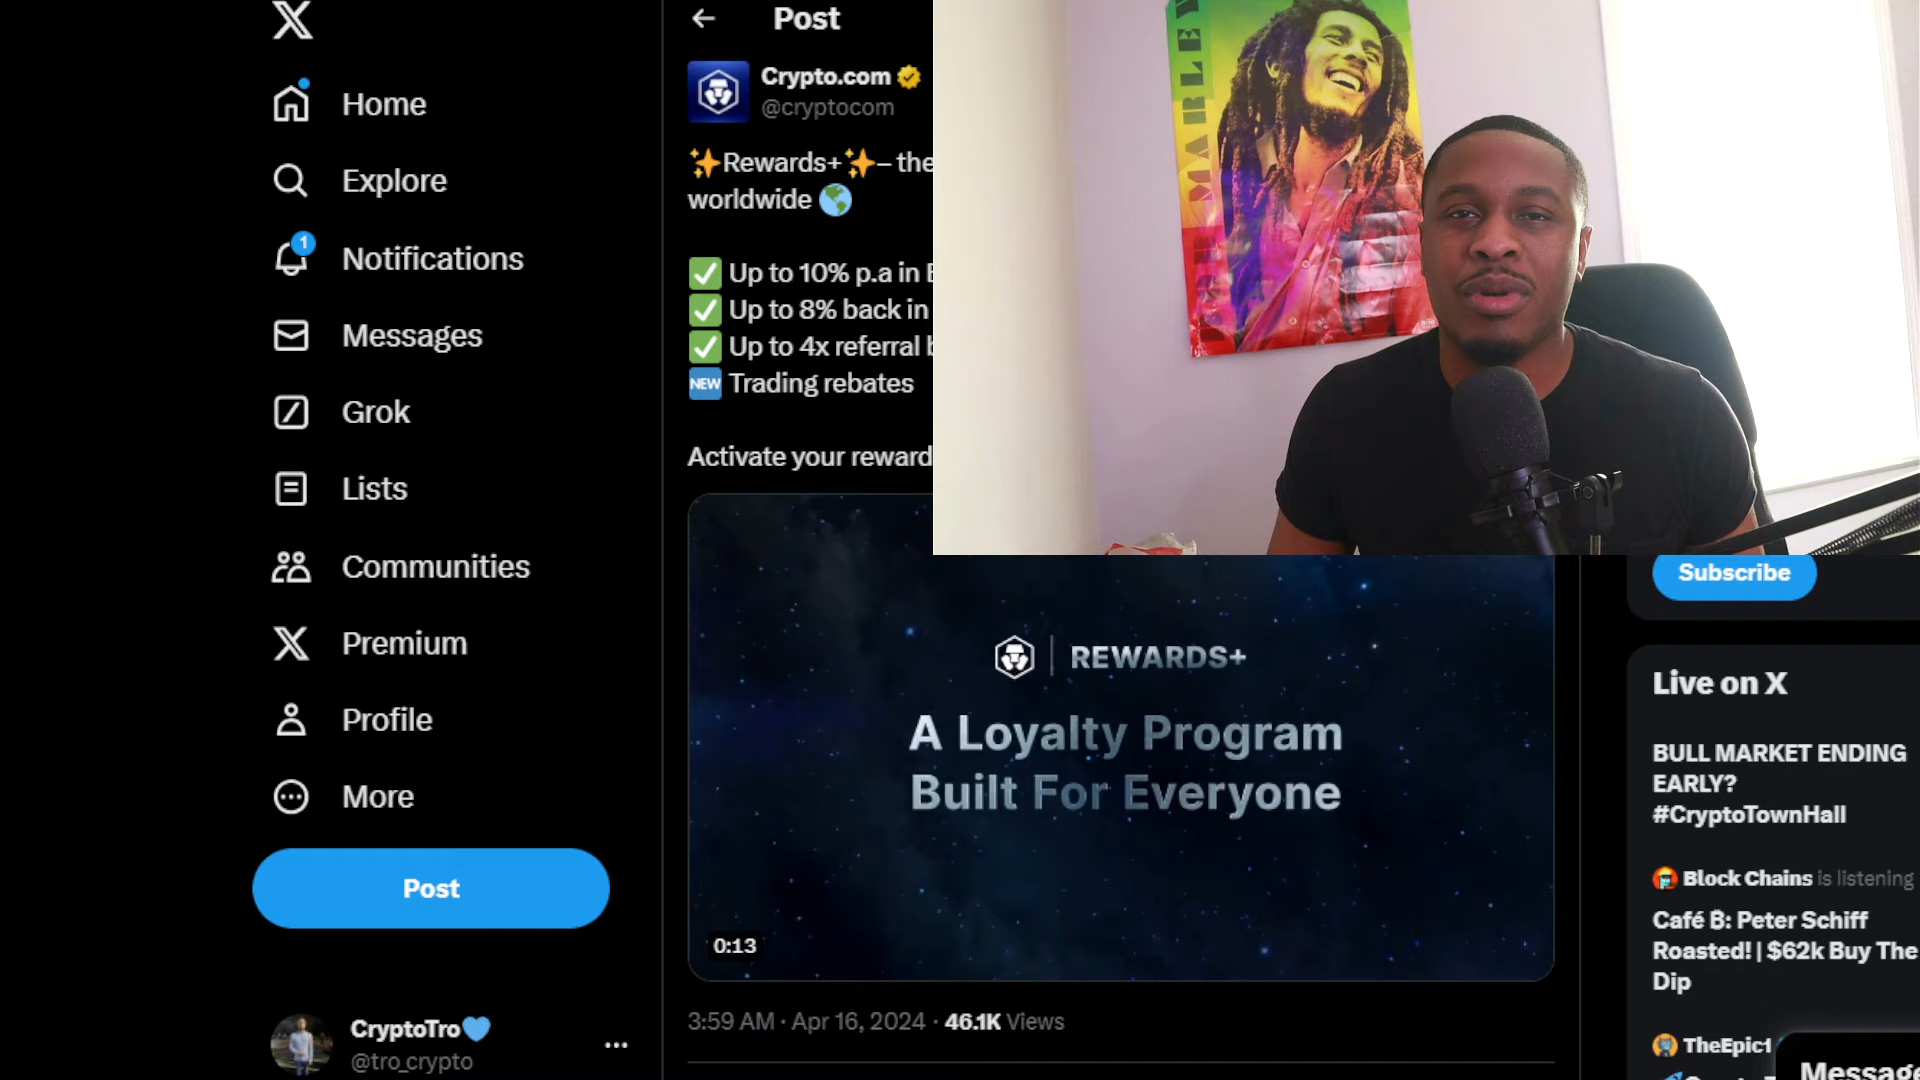 Home
Explore
1
Notifications
Messages
Grok
Lists
Communities
Premium
Profile
More
Post
CryptoTro
@tro_crypto
Post
Crypto.com
@cryptocom
Rewards+ – the
worldwide
Up to 10% p.a in
Up to 8% back in
Up to 4x referral
NEW Trading rebates
Activate your reward
REWARDS+
A Loyalty Program
Built For Everyone
0:13
3:59 AM · Apr 16, 2024 · 46.1K Views
MARLEY
Subscribe
Live on X
BULL MARKET ENDING
EARLY?
#CryptoTownHall
Block Chains is listening
Café ₿: Peter Schiff
Roasted! | $62k Buy The
Dip
TheEpic1
Message